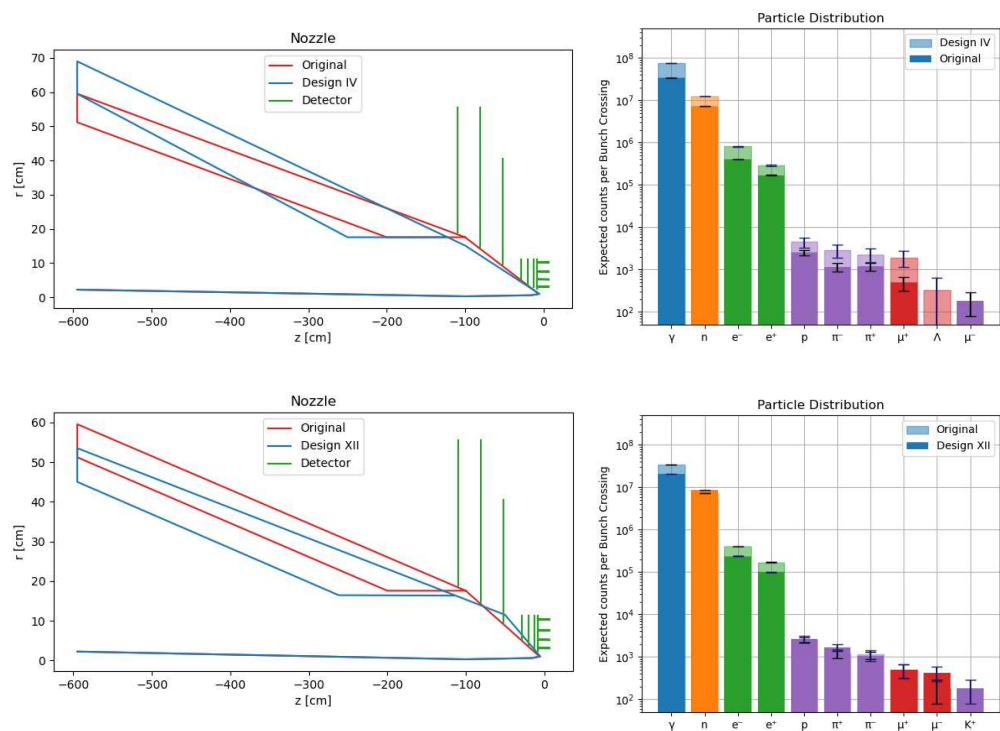 Nozzle
Original
Design IV
Detector
r [cm]
70
60
50
40
30
20
10
0
−600
−500
−400
−300
−200
−100
0
z [cm]
Particle Distribution
Design IV
Original
Expected counts per Bunch Crossing
10⁸
10⁷
10⁶
10⁵
10⁴
10³
10²
γ
n
e⁻
e⁺
p
π⁻
π⁺
μ⁺
Λ
μ⁻
Nozzle
Original
Design XII
Detector
r [cm]
60
50
40
30
20
10
0
−600
−500
−400
−300
−200
−100
0
z [cm]
Particle Distribution
Original
Design XII
Expected counts per Bunch Crossing
10⁸
10⁷
10⁶
10⁵
10⁴
10³
10²
γ
n
e⁻
e⁺
p
π⁺
π⁻
μ⁺
μ⁻
K⁺